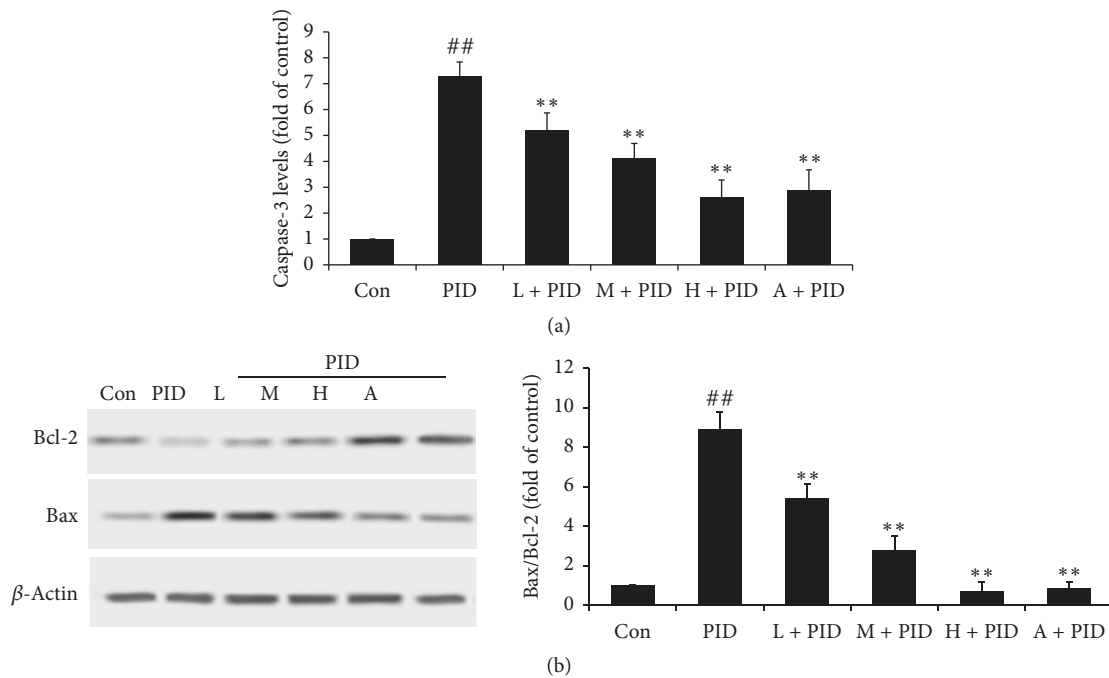 9
8
7
6
5
4
3
2
1
0
Caspase-3 levels (fold of control)
##
**
**
**
**
Con PID L + PID M + PID H + PID A + PID
(a)
PID
Con PID L M H A
Bcl-2
Bax
β-Actin
12
10
8
6
4
2
0
Bax/Bcl-2 (fold of control)
##
**
**
**
**
Con PID L + PID M + PID H + PID A + PID
(b)